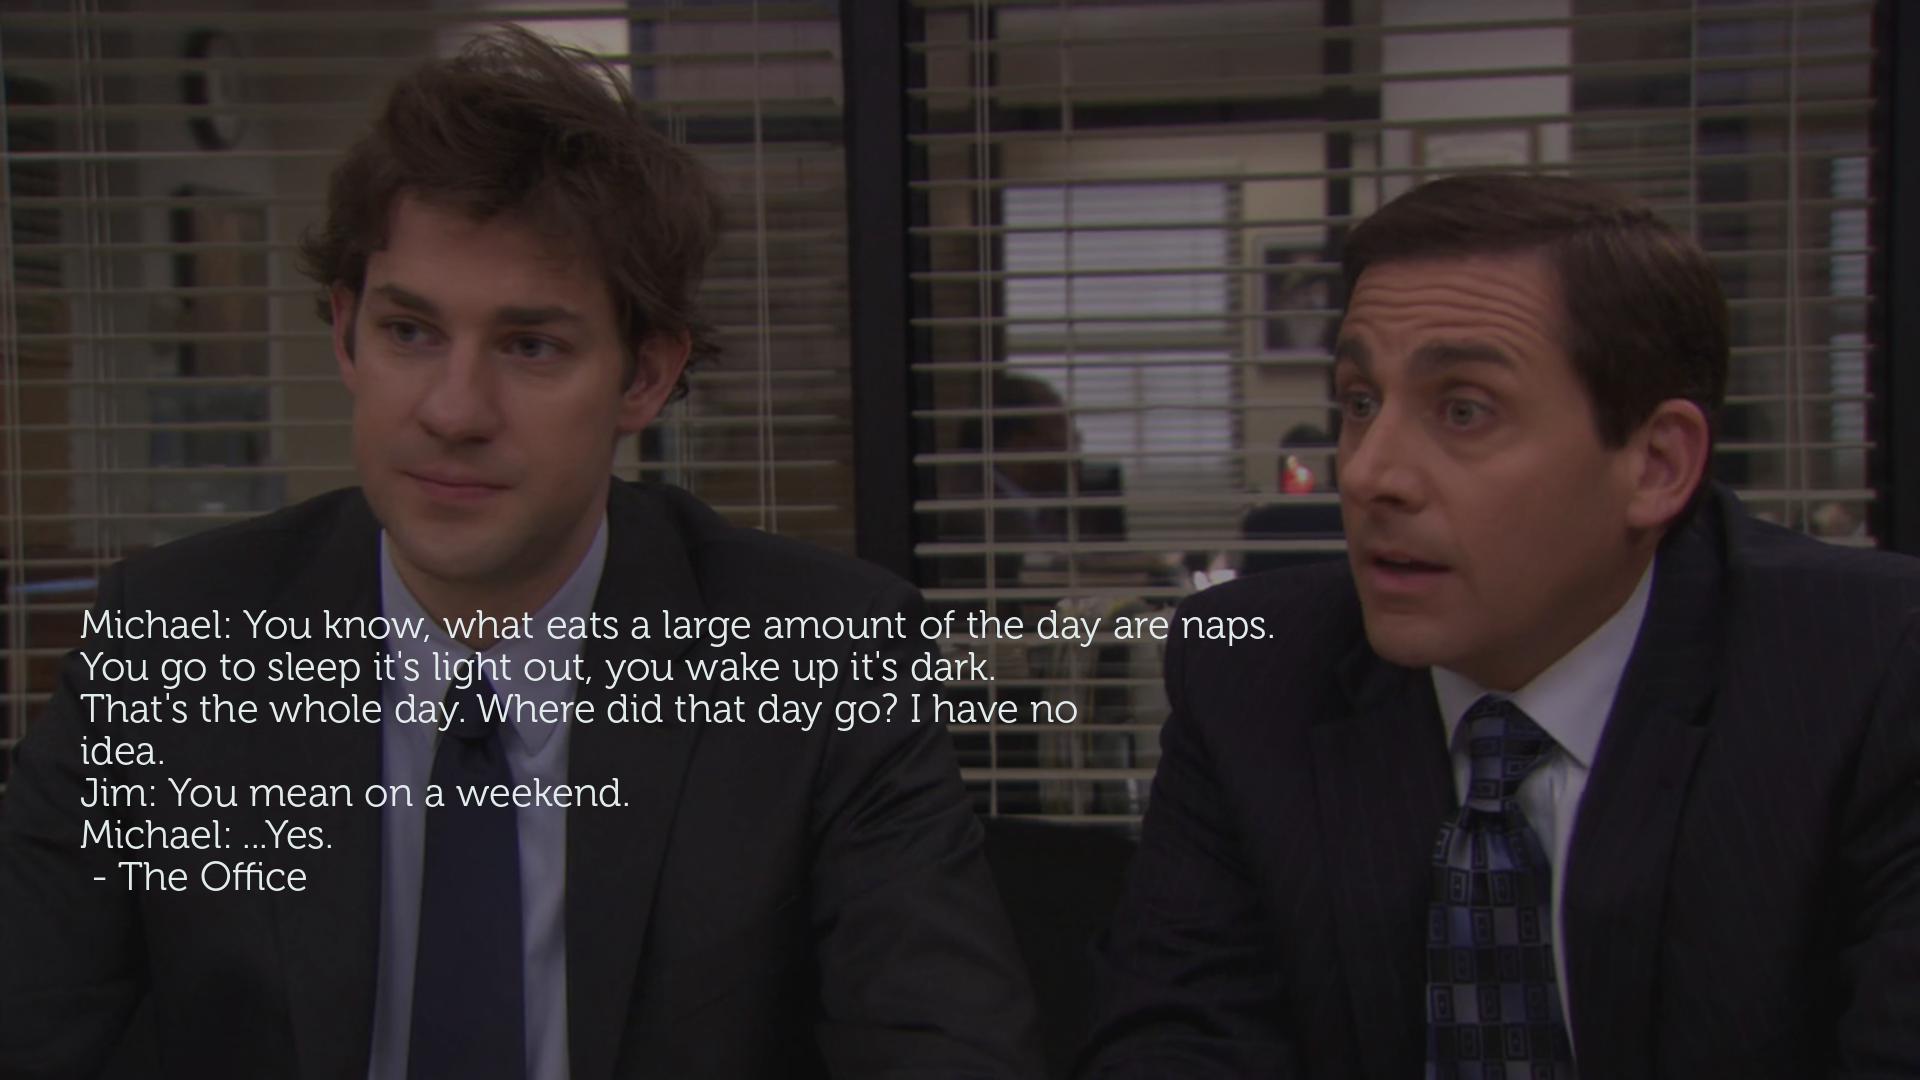 Michael: You know, what eats a large amount of the day are naps.
You go to sleep it's light out, you wake up it's dark.
That's the whole day. Where did that day go? I have no
idea.
Jim: You mean on a weekend.
Michael: ...Yes.
- The Office